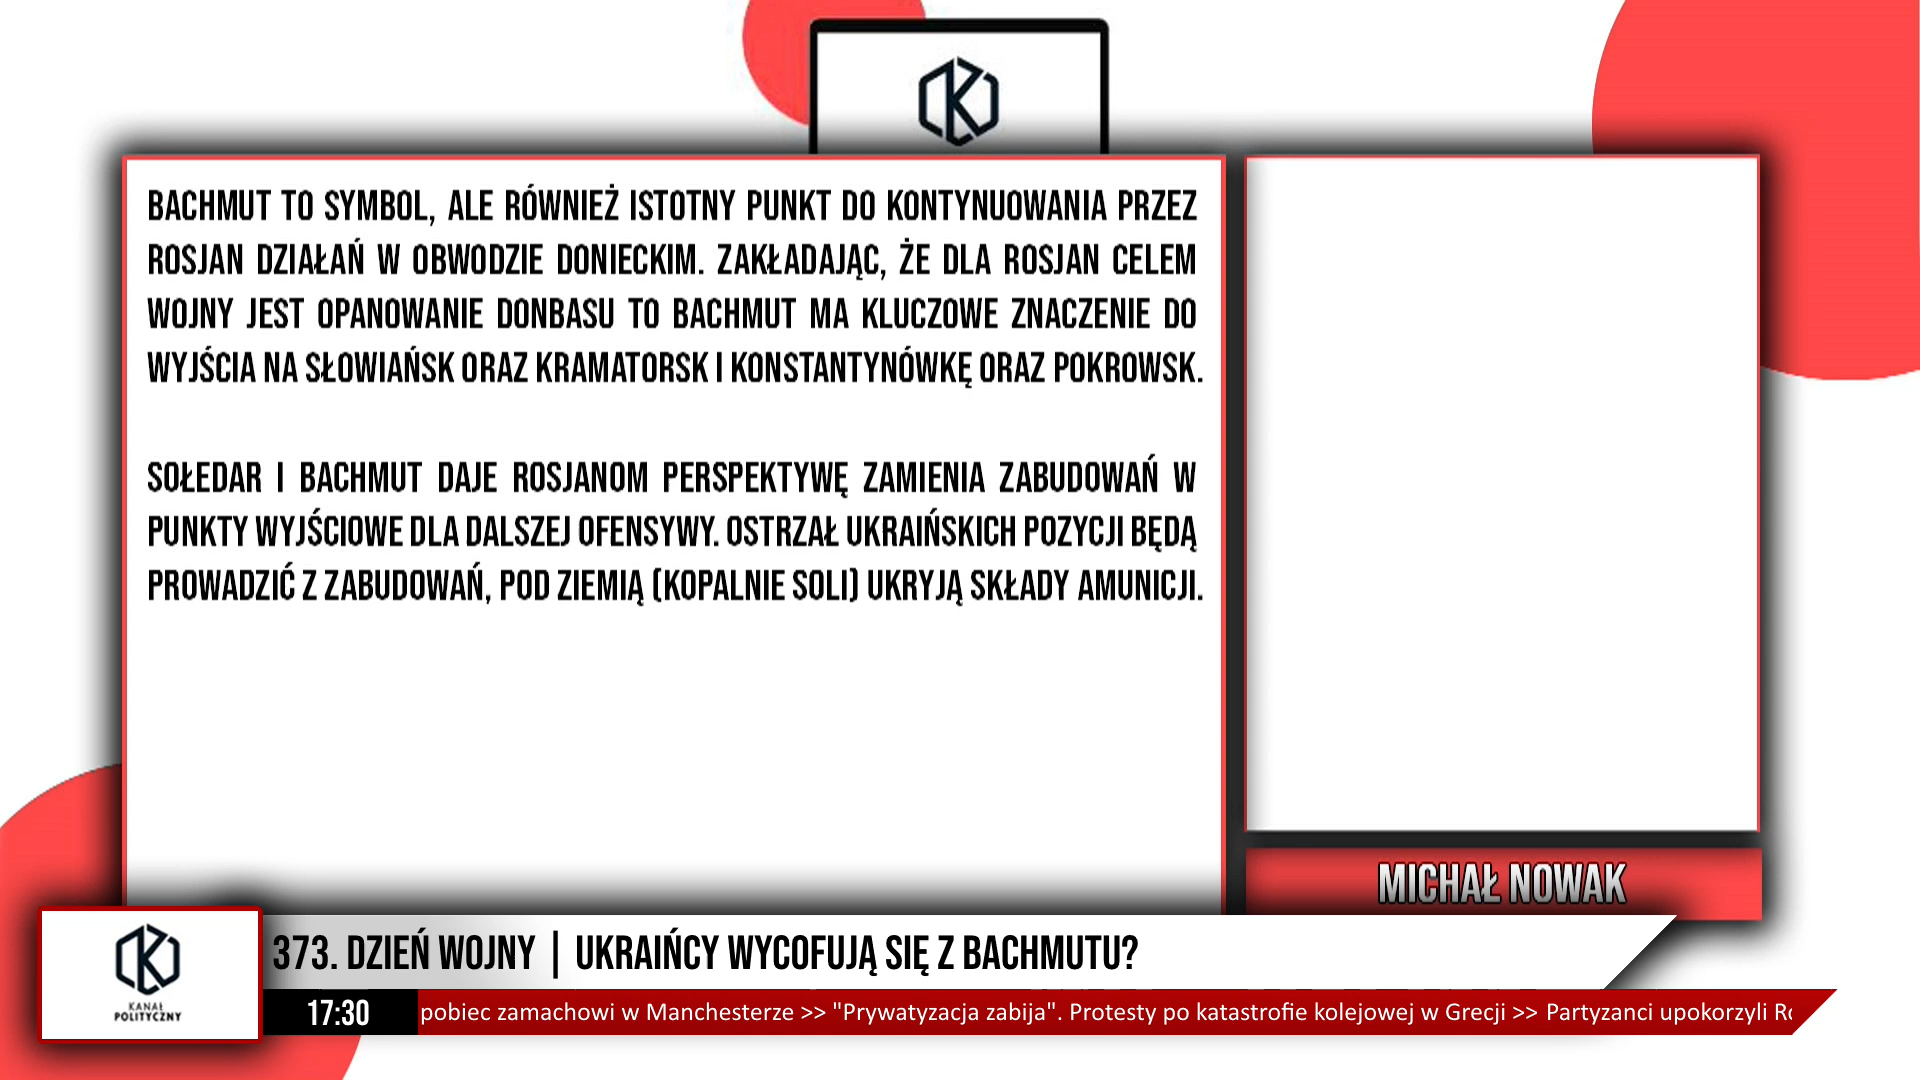 BACHMUT TO SYMBOL, ALE RÓWNIEŻ ISTOTNY PUNKT DO KONTYNUOWANIA PRZEZ
ROSJAN DZIAŁAŃ W OBWODZIE DONIECKIM. ZAKŁADAJĄC, ŻE DLA ROSJAN CELEM
WOJNY JEST OPANOWANIE DONBASU TO BACHMUT MA KLUCZOWE ZNACZENIE DO
WYJŚCIA NA SŁOWIAŃSK ORAZ KRAMATORSK I KONSTANTYNÓWKĘ ORAZ POKROWSK.
SOŁEDAR I BACHMUT DAJE ROSJANOM PERSPEKTYWĘ ZAMIENIA ZABUDOWAŃ W
PUNKTY WYJŚCIOWE DLA DALSZEJ OFENSYWY. OSTRZAŁ UKRAIŃSKICH POZYCJI BĘDĄ
PROWADZIĆ Z ZABUDOWAŃ, POD ZIEMIĄ (KOPALNIE SOLI) UKRYJĄ SKŁADY AMUNICJI.
MICHAŁ NOWAK
373. DZIEŃ WOJNY | UKRAIŃCY WYCOFUJĄ SIĘ Z BACHMUTU?
KANAŁ
POLITYCZNY
17:30
pobiec zamachowi w Manchesterze >> "Prywatyzacja zabija". Protesty po katastrofie kolejowej w Grecji >> Partyzanci upokorzyli